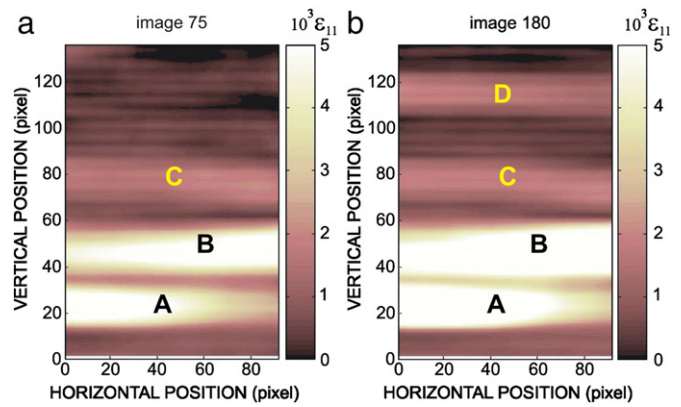 a
image 75
10³ε₁₁
VERTICAL POSITION (pixel)
120
100
80
60
40
20
0
C
B
A
0 20 40 60 80
HORIZONTAL POSITION (pixel)
5
4
3
2
1
0
b
image 180
10³ε₁₁
VERTICAL POSITION (pixel)
120
100
80
60
40
20
0
D
C
B
A
0 20 40 60 80
HORIZONTAL POSITION (pixel)
5
4
3
2
1
0